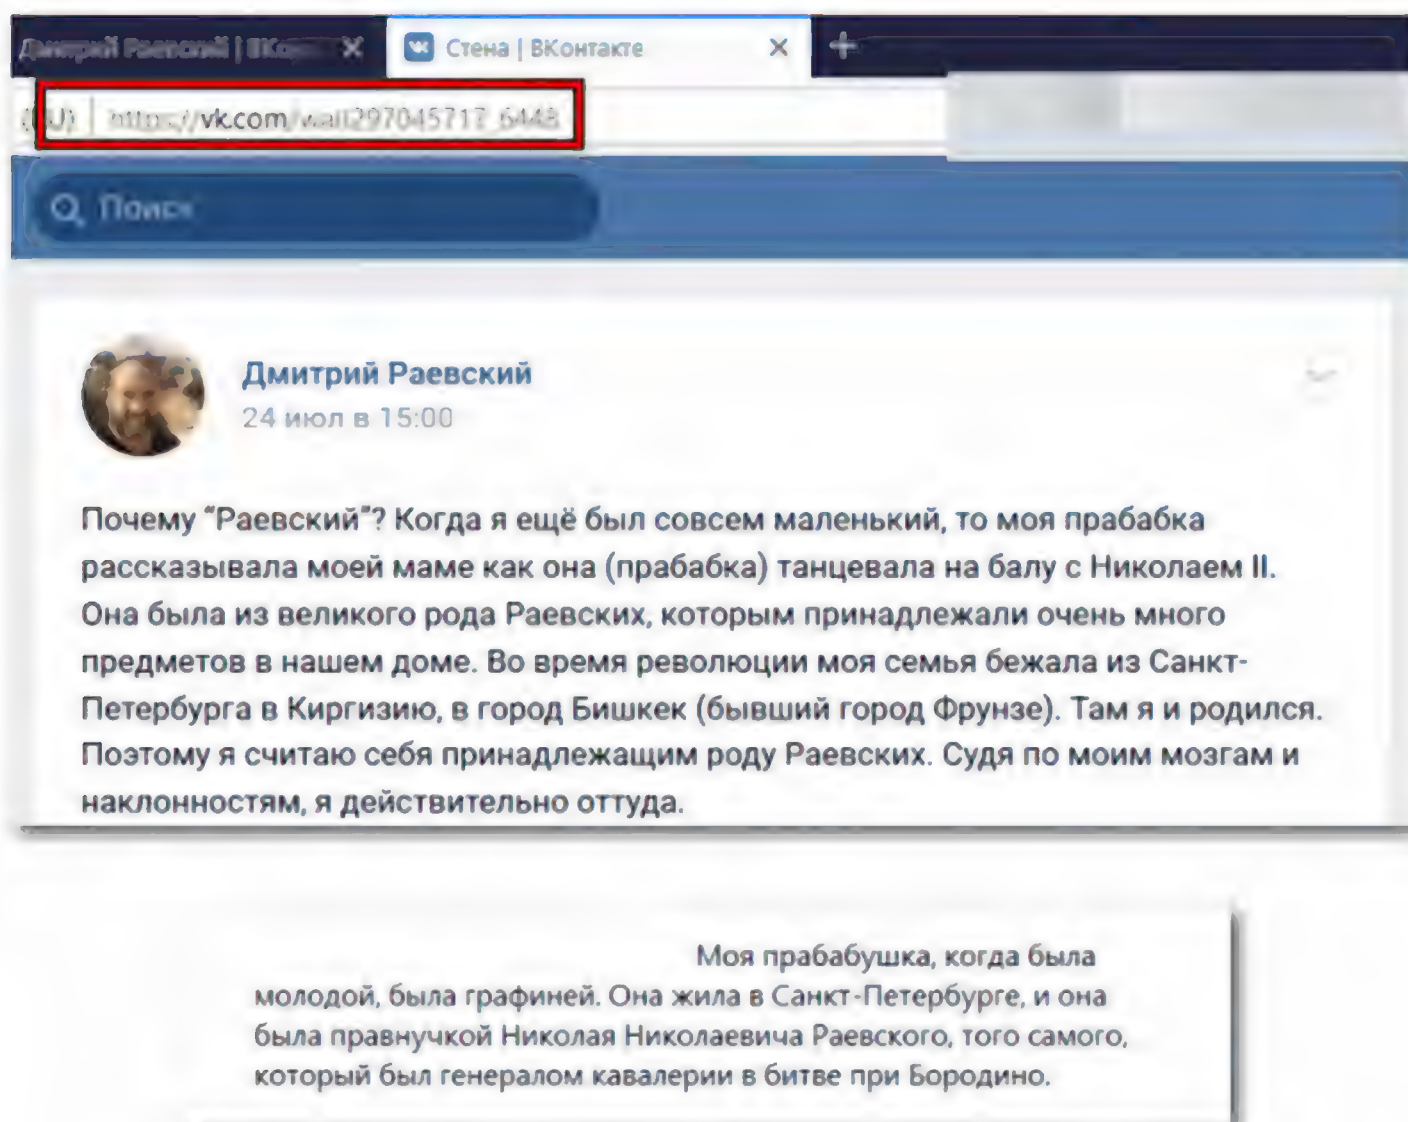 Дмитрий Раевский | ВКон
Стена | ВКонтакте
https://vk.com/wall297045717_6448
Поиск
Дмитрий Раевский
24 июл в 15:00
Почему "Раевский"? Когда я ещё был совсем маленький, то моя прабабка
рассказывала моей маме как она (прабабка) танцевала на балу с Николаем II.
Она была из великого рода Раевских, которым принадлежали очень много
предметов в нашем доме. Во время революции моя семья бежала из Санкт-
Петербурга в Киргизию, в город Бишкек (бывший город Фрунзе). Там я и родился.
Поэтому я считаю себя принадлежащим роду Раевских. Судя по моим мозгам и
наклонностям, я действительно оттуда.
Моя прабабушка, когда была
молодой, была графиней. Она жила в Санкт-Петербурге, и она
была правнучкой Николая Николаевича Раевского, того самого,
который был генералом кавалерии в битве при Бородино.